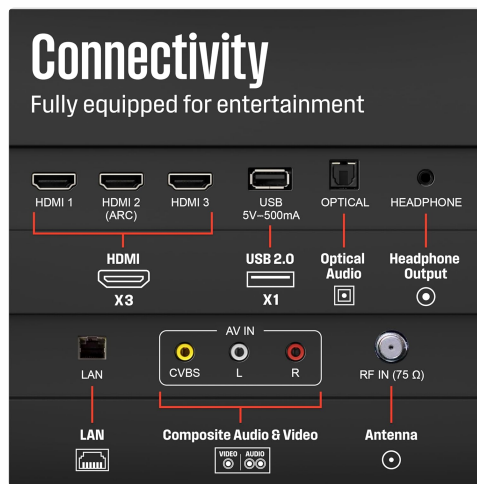 Connectivity
Fully equipped for entertainment
HDMI 1
HDMI 2
(ARC)
HDMI 3
USB
5V⎓500mA
OPTICAL
HEADPHONE
HDMI
X3
USB 2.0
X1
Optical
Audio
Headphone
Output
AV IN
LAN
CVBS
L
R
RF IN (75 Ω)
LAN
Composite Audio & Video
VIDEO
AUDIO
Antenna